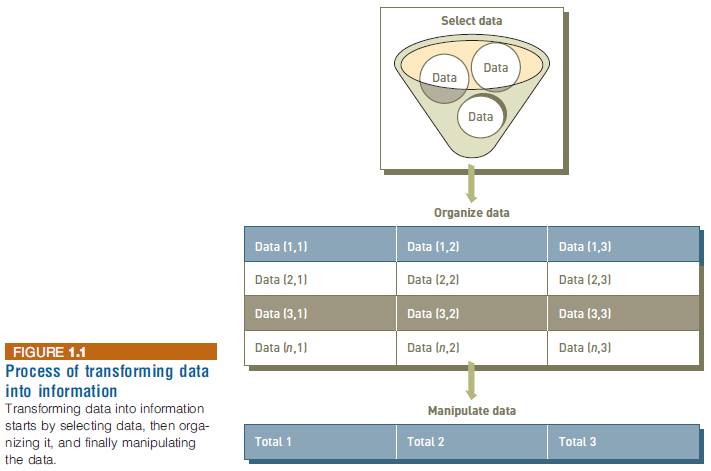 Select data
Data
Data
Data
Organize data
Data (1,1) Data (1,2) Data (1,3)
Data (2,1) Data (2,2) Data (2,3)
Data (3,1) Data (3,2) Data (3,3)
Data (n,1) Data (n,2) Data (n,3)
Manipulate data
Total 1 Total 2 Total 3
FIGURE 1.1
Process of transforming data
into information
Transforming data into information
starts by selecting data, then orga-
nizing it, and finally manipulating
the data.